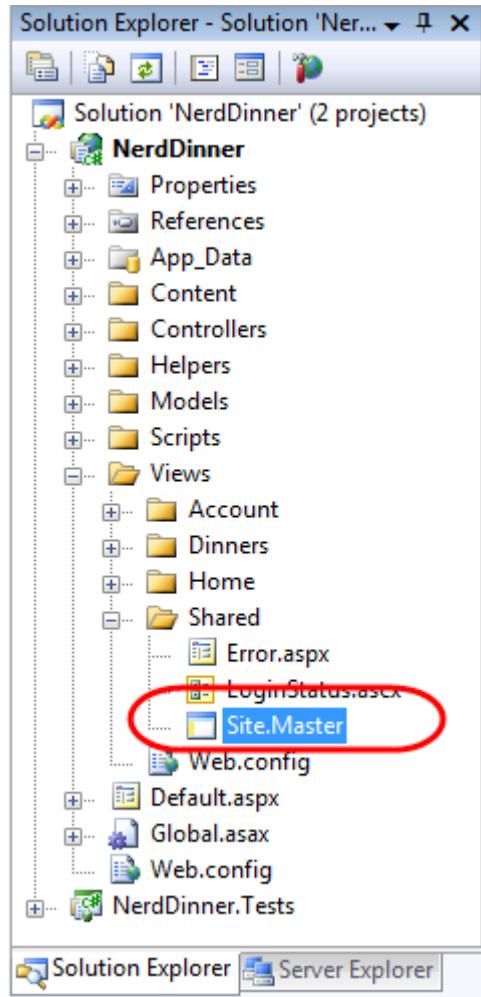 Solution Explorer - Solution 'Ner...
Solution 'NerdDinner' (2 projects)
NerdDinner
Properties
References
App_Data
Content
Controllers
Helpers
Models
Scripts
Views
Account
Dinners
Home
Shared
Error.aspx
LoginStatus.ascx
Site.Master
Web.config
Default.aspx
Global.asax
Web.config
NerdDinner.Tests
Solution Explorer Server Explorer